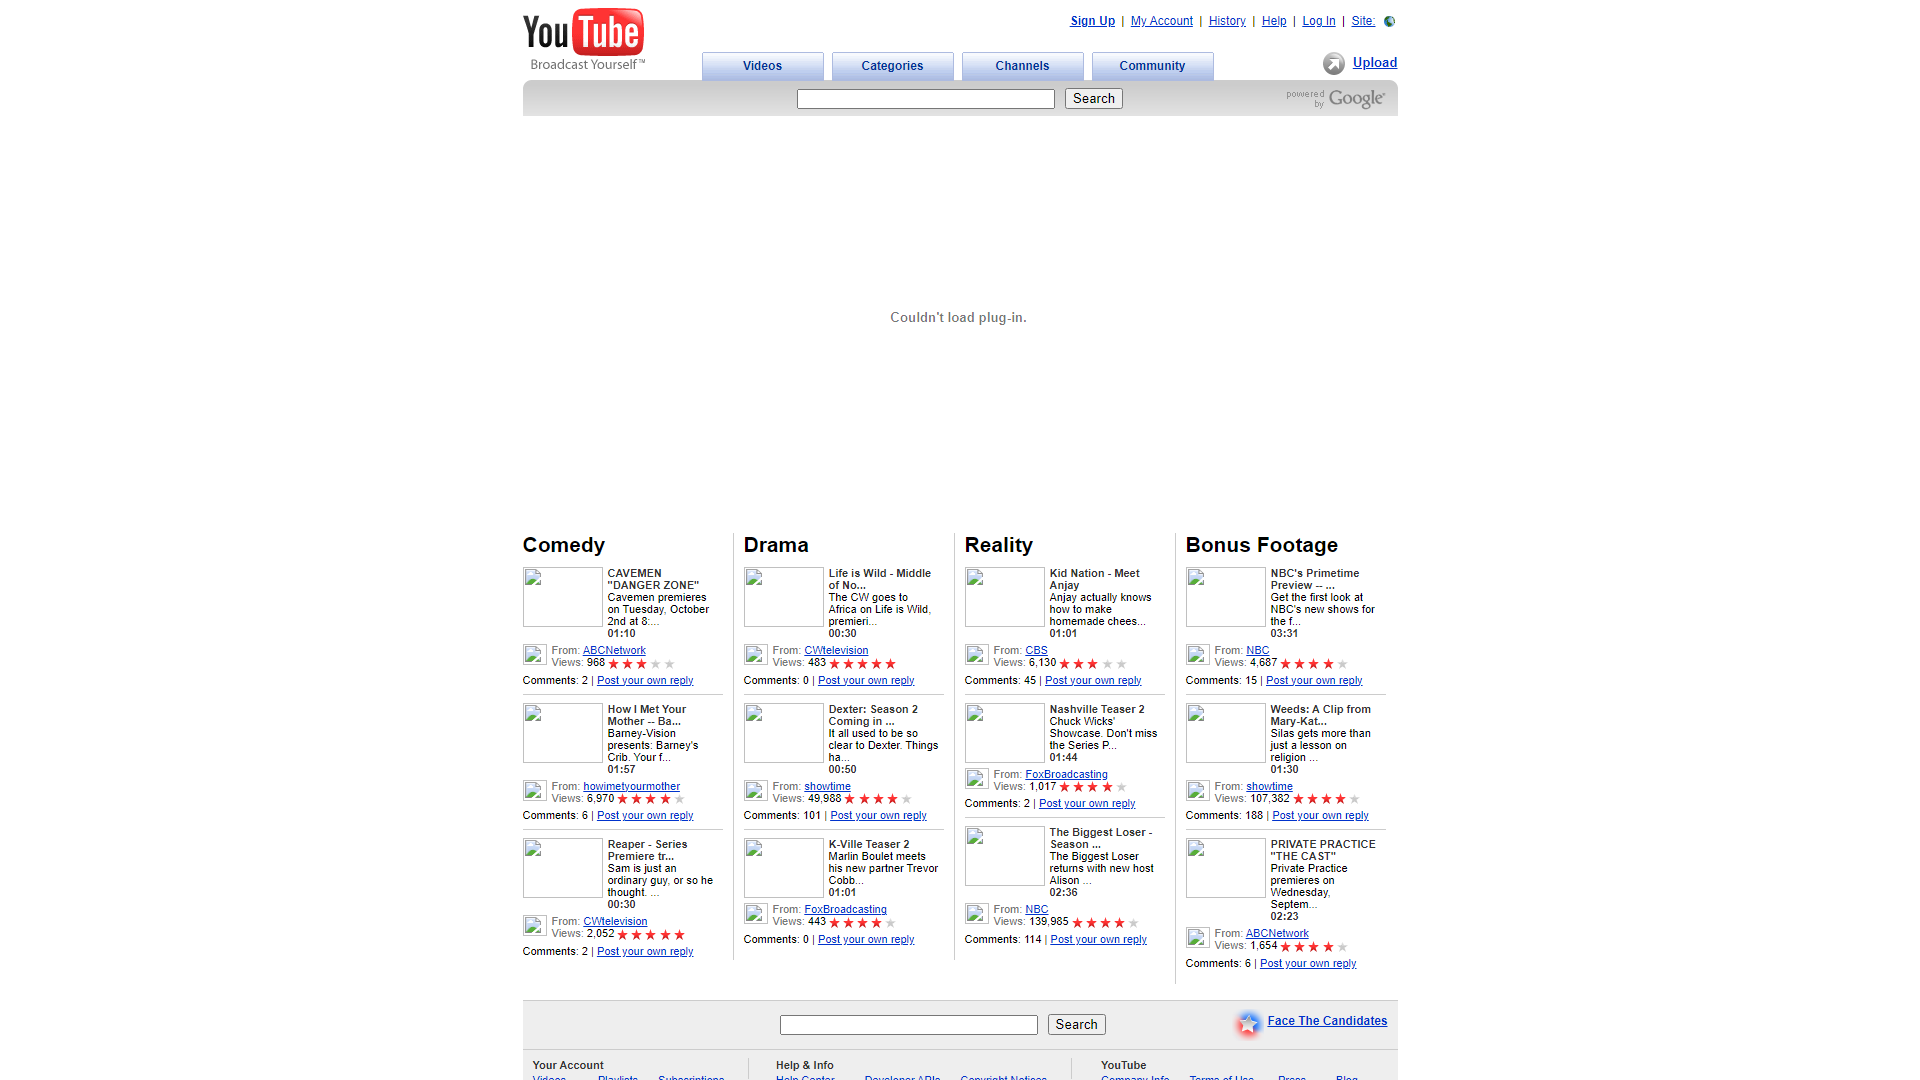 You Tube
Broadcast Yourself™
Sign Up | My Account | History | Help | Log In | Site:
Videos
Categories
Channels
Community
Upload
Search
powered by Google
Couldn't load plug-in.
Comedy
CAVEMEN
"DANGER ZONE"
Cavemen premieres
on Tuesday, October
2nd at 8:...
01:10
From: ABCNetwork
Views: 968
Comments: 2 | Post your own reply
How I Met Your
Mother -- Ba...
Barney-Vision
presents: Barney's
Crib. Your f...
01:57
From: howimetyourmother
Views: 6,970
Comments: 6 | Post your own reply
Reaper - Series
Premiere tr...
Sam is just an
ordinary guy, or so he
thought. ...
00:30
From: CWtelevision
Views: 2,052
Comments: 2 | Post your own reply
Drama
Life is Wild - Middle
of No...
The CW goes to
Africa on Life is Wild,
premieri...
00:30
From: CWtelevision
Views: 483
Comments: 0 | Post your own reply
Dexter: Season 2
Coming in ...
It all used to be so
clear to Dexter. Things
ha...
00:50
From: showtime
Views: 49,988
Comments: 101 | Post your own reply
K-Ville Teaser 2
Marlin Boulet meets
his new partner Trevor
Cobb...
01:01
From: FoxBroadcasting
Views: 443
Comments: 0 | Post your own reply
Reality
Kid Nation - Meet
Anjay
Anjay actually knows
how to make
homemade chees...
01:01
From: CBS
Views: 6,130
Comments: 45 | Post your own reply
Nashville Teaser 2
Chuck Wicks'
Showcase. Don't miss
the Series P...
01:44
From: FoxBroadcasting
Views: 1,017
Comments: 2 | Post your own reply
The Biggest Loser -
Season ...
The Biggest Loser
returns with new host
Alison ...
02:36
From: NBC
Views: 139,985
Comments: 114 | Post your own reply
Bonus Footage
NBC's Primetime
Preview -- ...
Get the first look at
NBC's new shows for
the f...
03:31
From: NBC
Views: 4,687
Comments: 15 | Post your own reply
Weeds: A Clip from
Mary-Kat...
Silas gets more than
just a lesson on
religion ...
01:30
From: showtime
Views: 107,382
Comments: 188 | Post your own reply
PRIVATE PRACTICE
"THE CAST"
Private Practice
premieres on
Wednesday,
Septem...
02:23
From: ABCNetwork
Views: 1,654
Comments: 6 | Post your own reply
Search
Face The Candidates
Your Account
Videos Playlists Subscriptions
Help & Info
Help Center Developer APIs Copyright Notices
YouTube
Company Info Terms of Use Press Blog